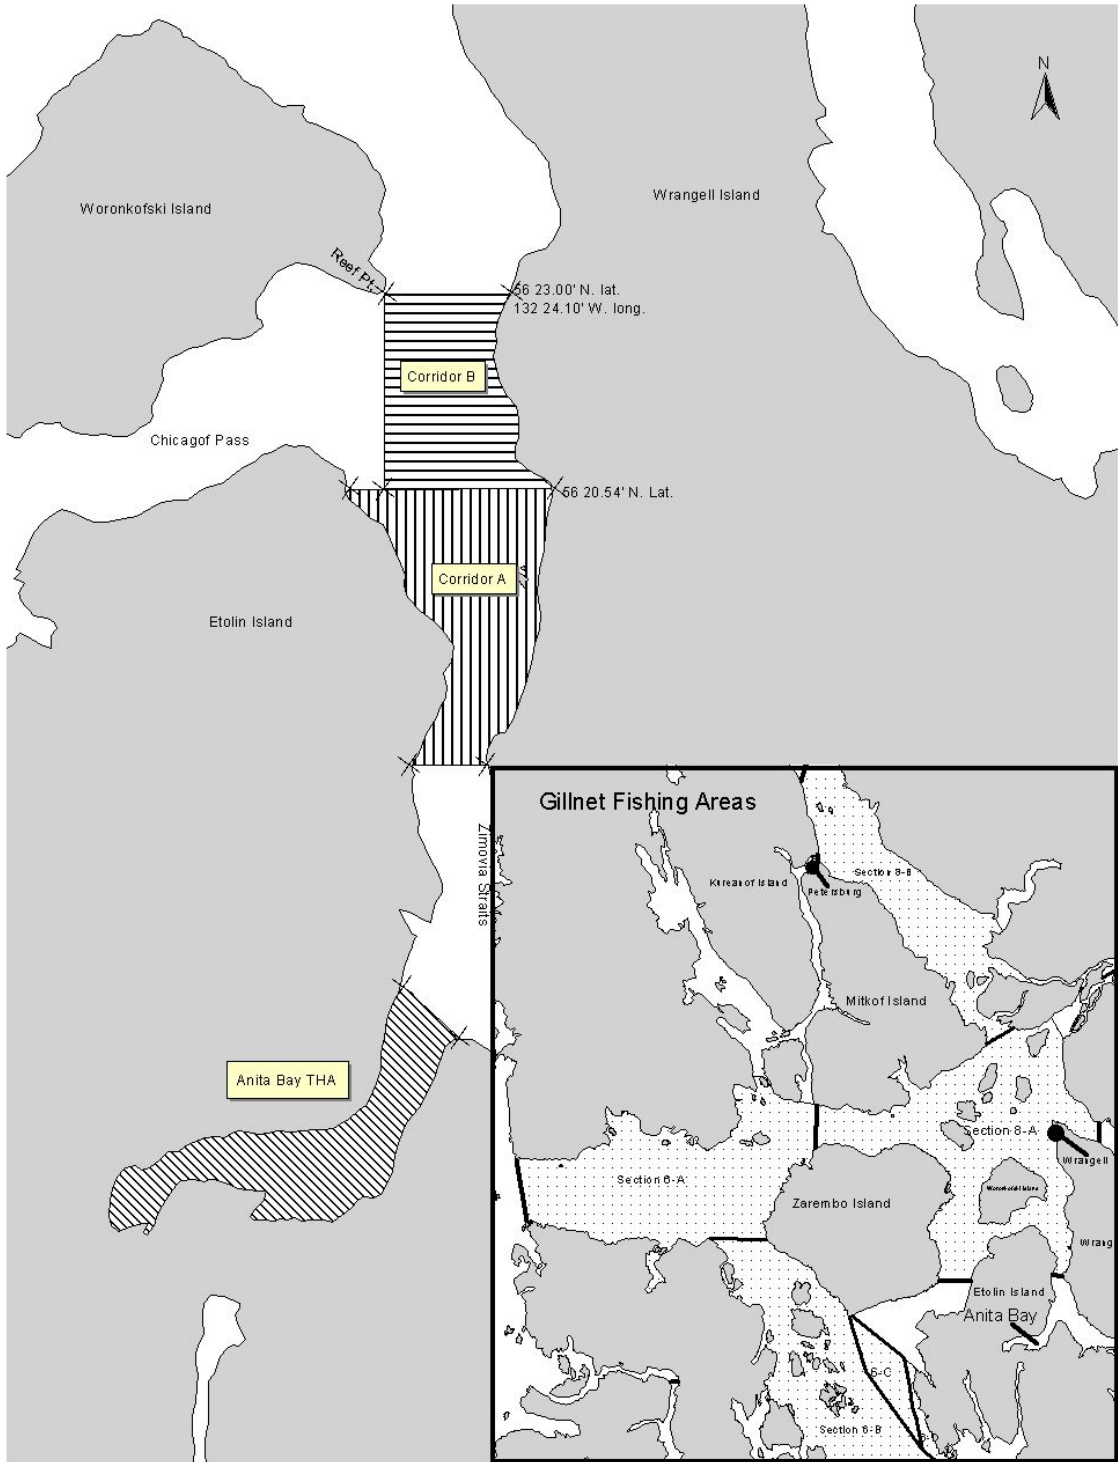 N
Wrangell Island
Woronkofski Island
Reef Pt.
56 23.00' N. lat.
132 24.10' W. long.
Corridor B
Chicagof Pass
56 20.54' N. Lat.
Corridor A
Etolin Island
Gillnet Fishing Areas
Zimovia Straits
Section 8-B
Petersburg
Mitkof Island
Anita Bay THA
Section 8-A
Wrangell
Section 6-A
Woronkofski Island
Zarembo Island
Wrang
Etolin Island
Anita Bay
6-C
Section 6-B